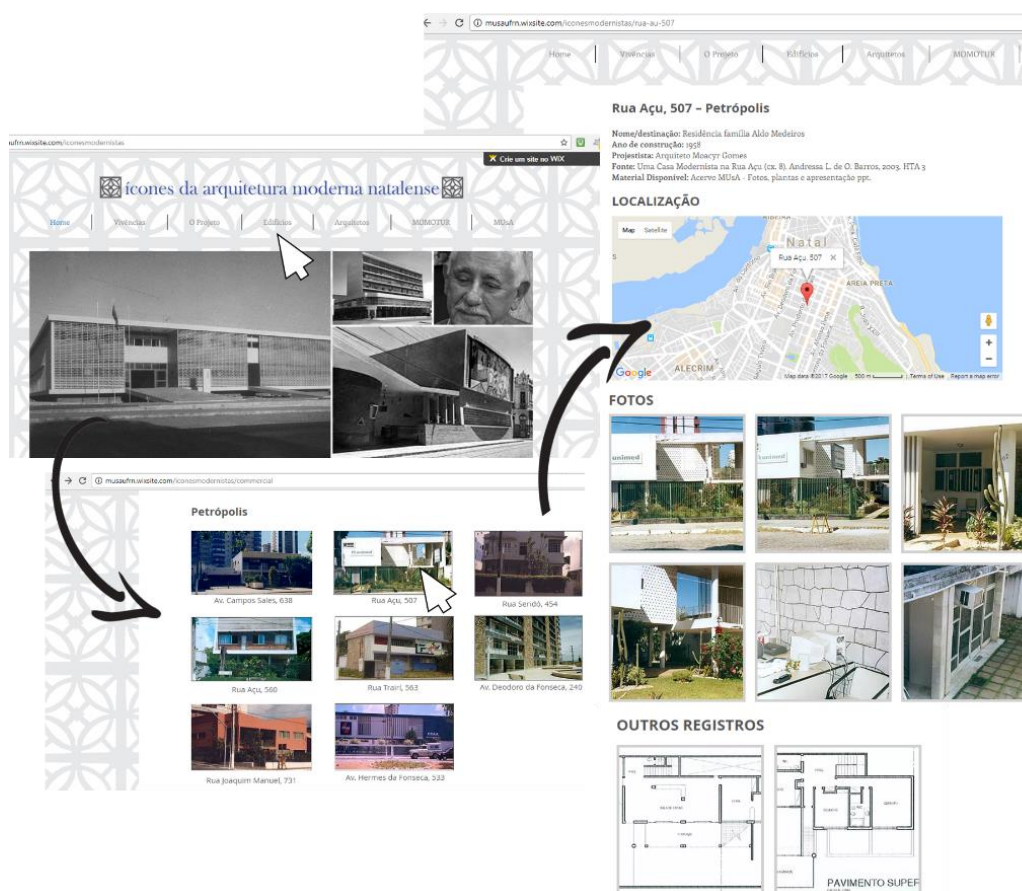 musaufrn.wixsite.com/iconesmodernistas/rua-au-507
Home
Vivências
O Projeto
Edifícios
Arquitetos
MOMOTUR
Rua Açu, 507 – Petrópolis
Nome/destinação: Residência família Aldo Medeiros
Ano de construção: 1958
Projestista: Arquiteto Moacyr Gomes
Fonte: Uma Casa Modernista na Rua Açu (cx. 8). Andressa L. de O. Barros, 2003. HTA 3
Material Disponível: Acervo MUsA - Fotos, plantas e apresentação ppt.
LOCALIZAÇÃO
Map
Satellite
Natal
Rua Açu, 507
AREIA PRETA
ALECRIM
Google
Map data ©2017 Google
500 m
Terms of Use
Report a map error
FOTOS
unimed
unimed
OUTROS REGISTROS
PAVIMENTO SUPER
aufrn.wixsite.com/iconesmodernistas
Crie um site no WIX
ícones da arquitetura moderna natalense
Home
Vivências
O Projeto
Edifícios
Arquitetos
MOMOTUR
MUsA
musaufrn.wixsite.com/iconesmodernistas/commercial
Petrópolis
Av. Campos Sales, 638
Rua Açu, 507
Rua Seridó, 454
Rua Açu, 560
Rua Trairí, 563
Av. Deodoro da Fonseca, 240
Rua Joaquim Manuel, 731
Av. Hermes da Fonseca, 533